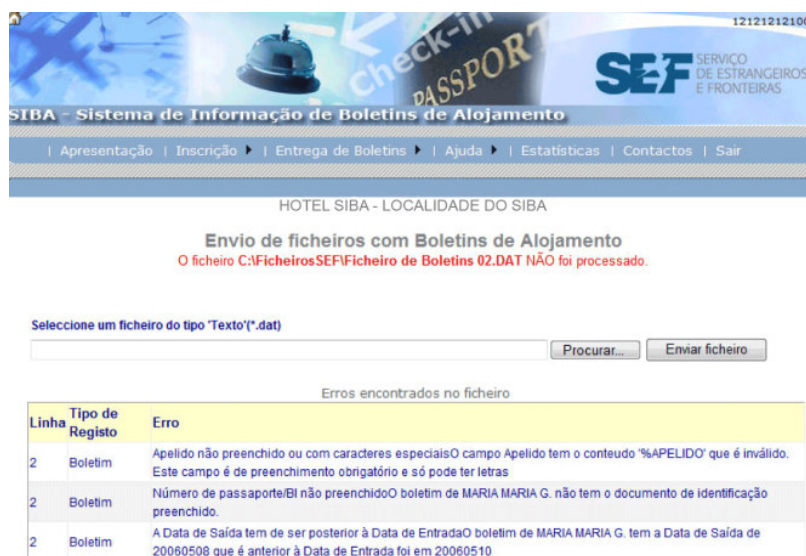 1212121210
Check-in
PASSPORT
SEF SERVIÇO
DE ESTRANGEIROS
E FRONTEIRAS
SIBA - Sistema de Informação de Boletins de Alojamento
| Apresentação | Inscrição | Entrega de Boletins | Ajuda | Estatísticas | Contactos | Sair
HOTEL SIBA - LOCALIDADE DO SIBA
Envio de ficheiros com Boletins de Alojamento
O ficheiro C:\FicheirosSEF\Ficheiro de Boletins 02.DAT NÃO foi processado.
Seleccione um ficheiro do tipo 'Texto'(*.dat)
Procurar... Enviar ficheiro
Erros encontrados no ficheiro
Linha Tipo de Registo Erro
2 Boletim Apelido não preenchido ou com caracteres especiaisO campo Apelido tem o conteudo '%APELIDO' que é inválido.
Este campo é de preenchimento obrigatório e só pode ter letras
2 Boletim Número de passaporte/BI não preenchidoO boletim de MARIA MARIA G. não tem o documento de identificação
preenchido.
2 Boletim A Data de Saída tem de ser posterior à Data de EntradaO boletim de MARIA MARIA G. tem a Data de Saída de
20060508 que é anterior à Data de Entrada foi em 20060510